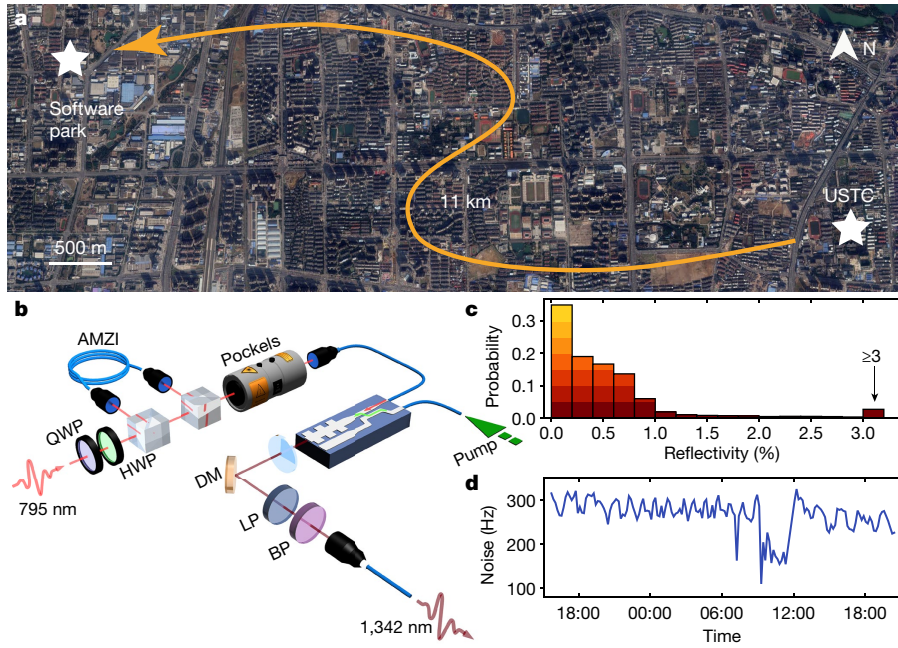 a
N
Software
park
11 km
USTC
500 m
b
AMZI
Pockels
QWP
HWP
795 nm
DM
LP
BP
Pump
1,342 nm
c
Probability
0.3
0.2
0.1
0.0
≥3
0.0 0.5 1.0 1.5 2.0 2.5 3.0
Reflectivity (%)
d
Noise (Hz)
300
200
100
18:00 00:00 06:00 12:00 18:00
Time